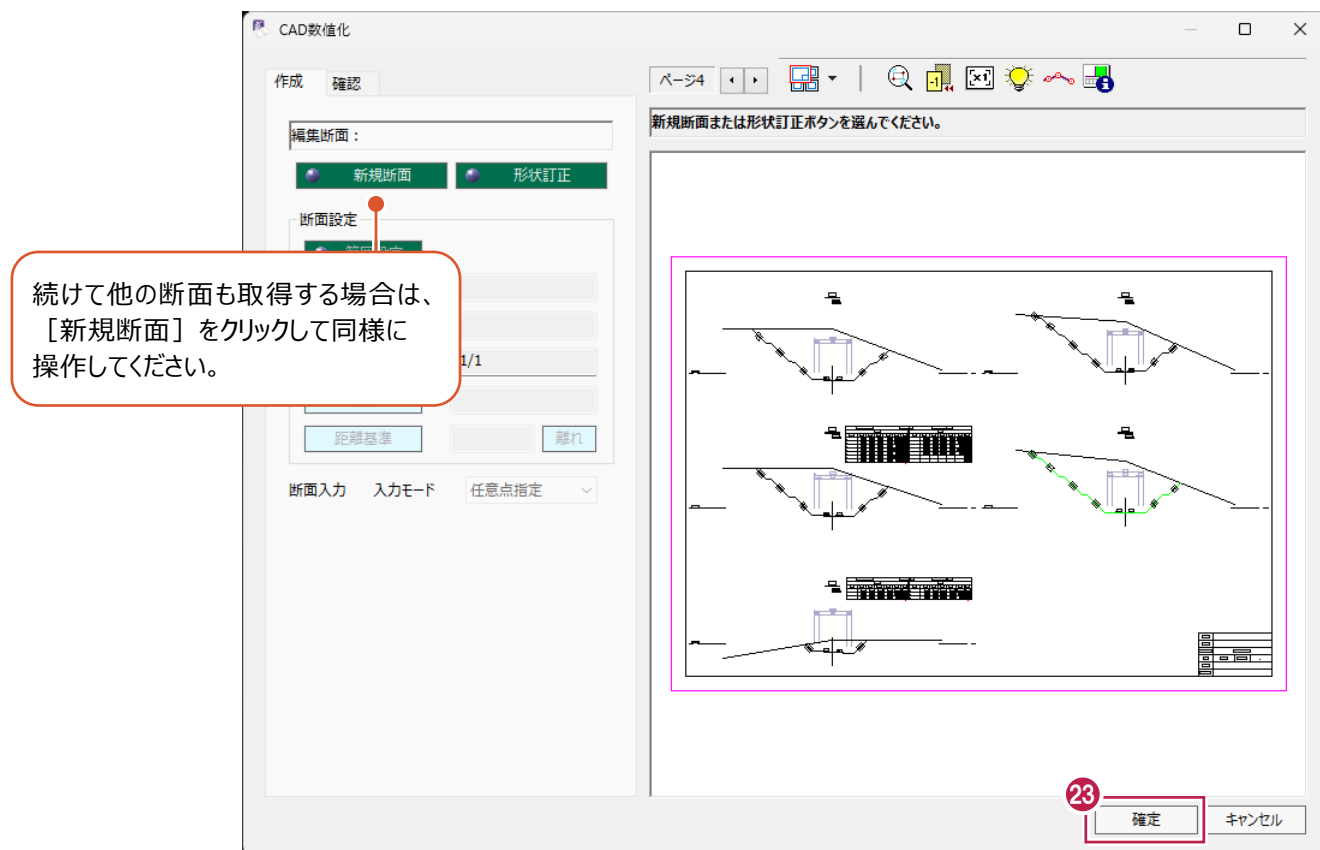 CAD数値化
作成 確認
編集断面：
新規断面 形状訂正
断面設定
続けて他の断面も取得する場合は、
［新規断面］をクリックして同様に
操作してください。
1/1
距離基準 離れ
断面入力 入力モード 任意点指定
ページ4
新規断面または形状訂正ボタンを選んでください。
23
確定 キャンセル